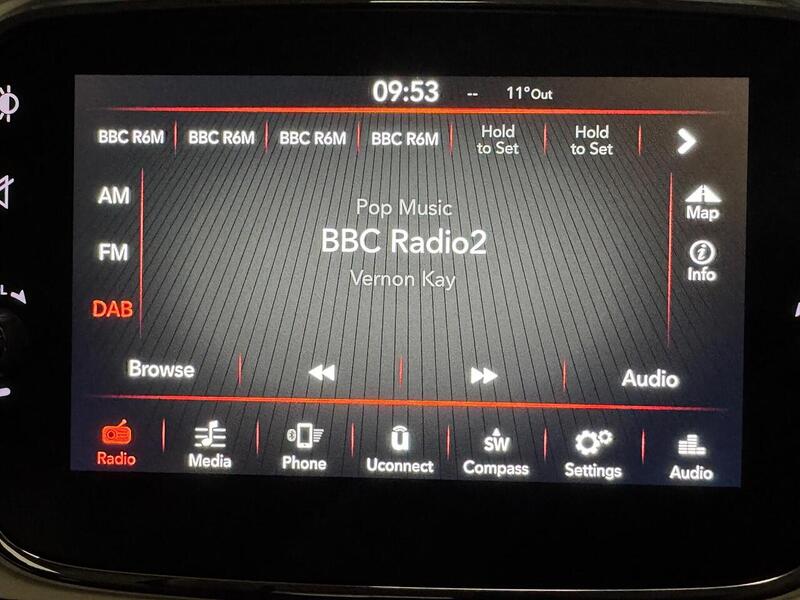 09:53 -- 11°Out
BBC R6M BBC R6M BBC R6M BBC R6M Hold to Set Hold to Set
AM
FM
DAB
Pop Music
BBC Radio2
Vernon Kay
Map
Info
Browse Audio
SW
Radio Media Phone Uconnect Compass Settings Audio